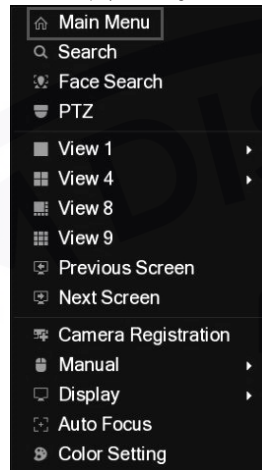 Main Menu
Search
Face Search
PTZ
View 1
View 4
View 8
View 9
Previous Screen
Next Screen
Camera Registration
Manual
Display
Auto Focus
Color Setting